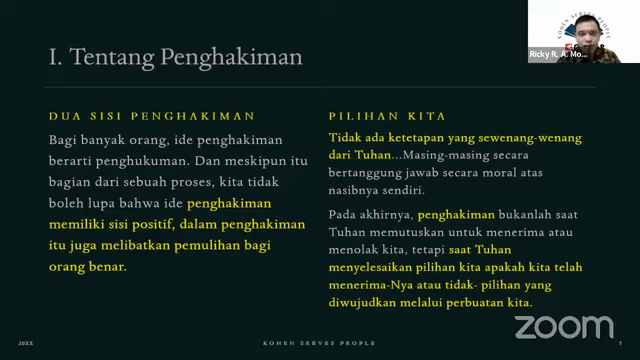 KOHEN SERVES PEOPLE
Ricky R. A. Mo...
I. Tentang Penghakiman
DUA SISI PENGHAKIMAN
Bagi banyak orang, ide penghakiman
berarti penghukuman. Dan meskipun itu
bagian dari sebuah proses, kita tidak
boleh lupa bahwa ide penghakiman
memiliki sisi positif, dalam penghakiman
itu juga melibatkan pemulihan bagi
orang benar.
PILIHAN KITA
Tidak ada ketetapan yang sewenang-wenang
dari Tuhan...Masing-masing secara
bertanggung jawab secara moral atas
nasibnya sendiri.
Pada akhirnya, penghakiman bukanlah saat
Tuhan memutuskan untuk menerima atau
menolak kita, tetapi saat Tuhan
menyelesaikan pilihan kita apakah kita telah
menerima-Nya atau tidak- pilihan yang
diwujudkan melalui perbuatan kita.
zoom
20XX
KOHEN SERVES PEOPLE